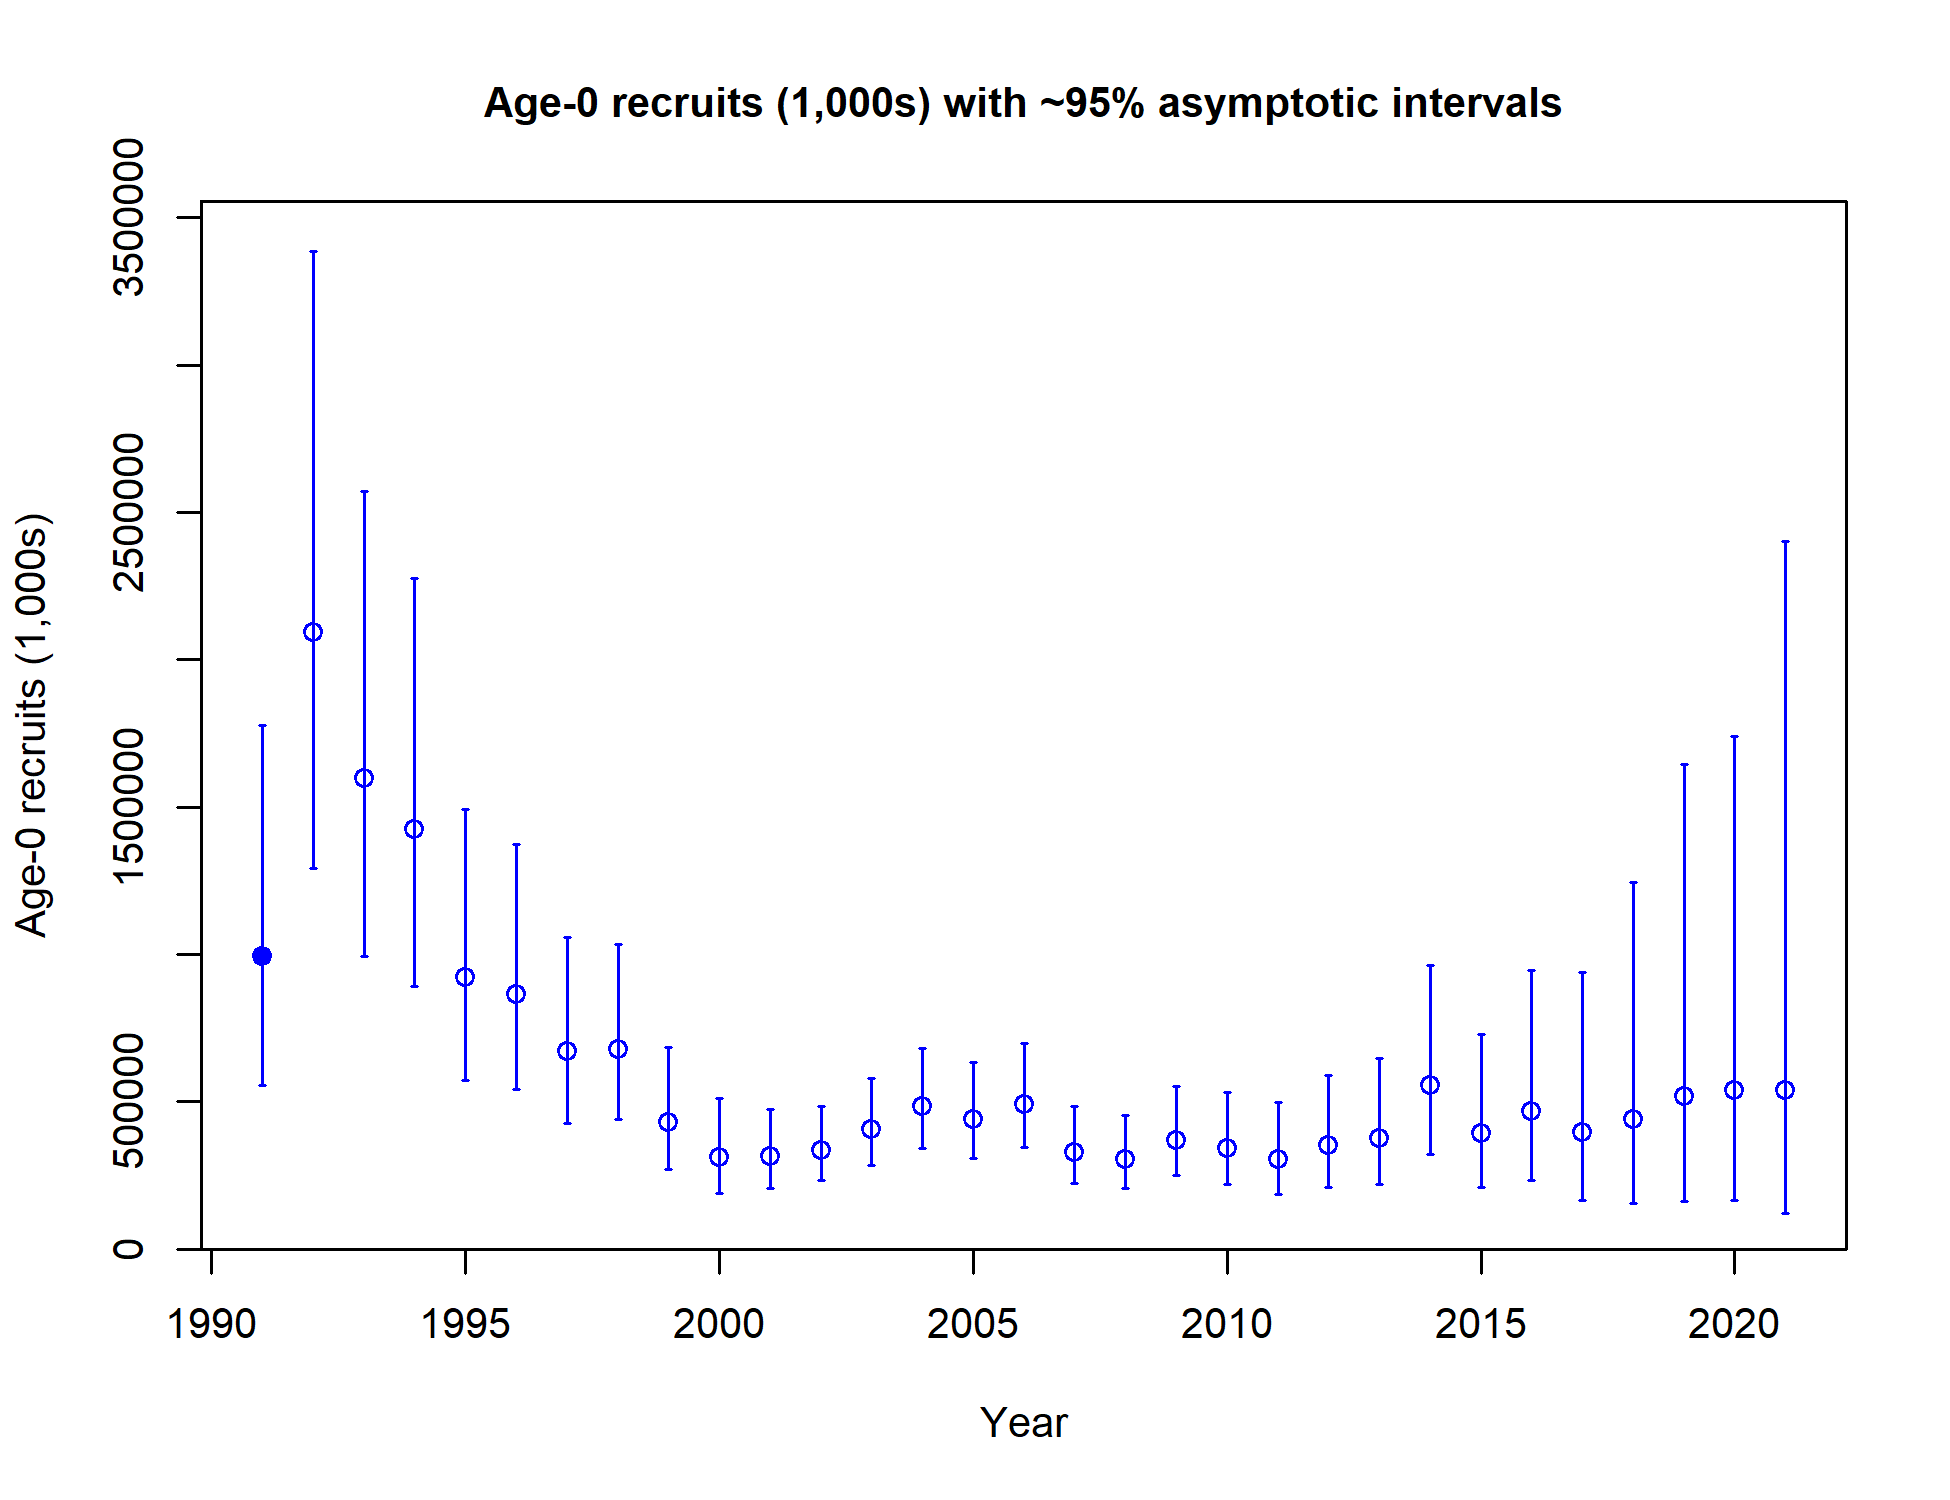 Age-0 recruits (1,000s) with ~95% asymptotic intervals
Age-0 recruits (1,000s)
3500000
2500000
1500000
500000
0
1990 1995 2000 2005 2010 2015 2020
Year